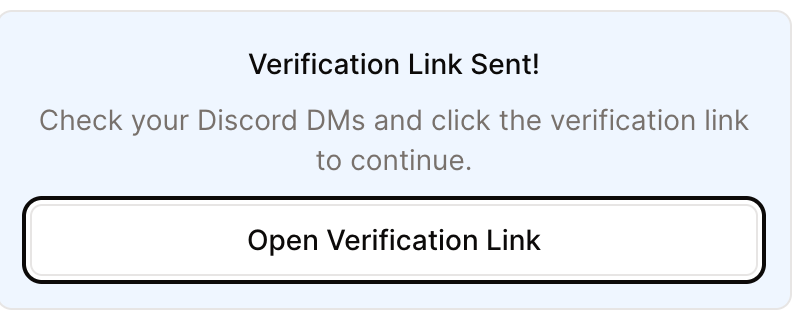 Verification Link Sent!
Check your Discord DMs and click the verification link
to continue.
Open Verification Link